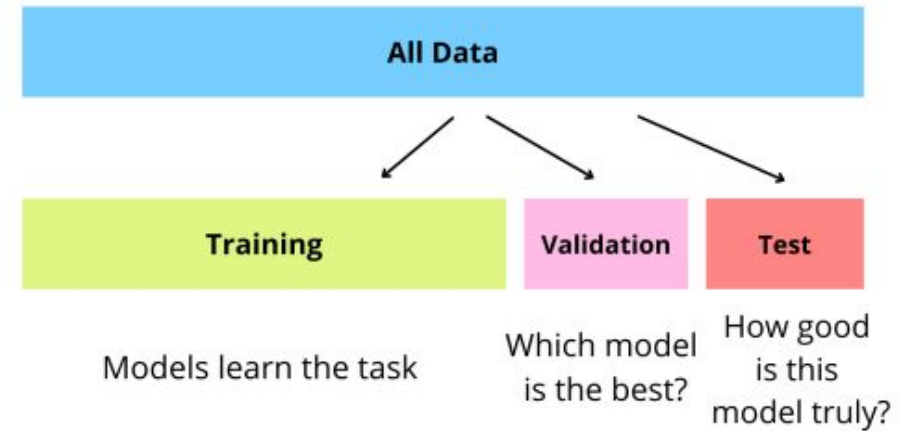 All Data
Training
Validation
Test
Models learn the task
Which model
is the best?
How good
is this
model truly?